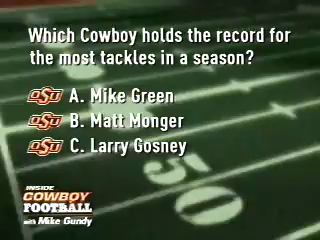 Which Cowboy holds the record for
the most tackles in a season?
OSU A. Mike Green
OSU B. Matt Monger
OSU C. Larry Gosney
50
INSIDE
COWBOY
FOOTBALL
with Mike Gundy